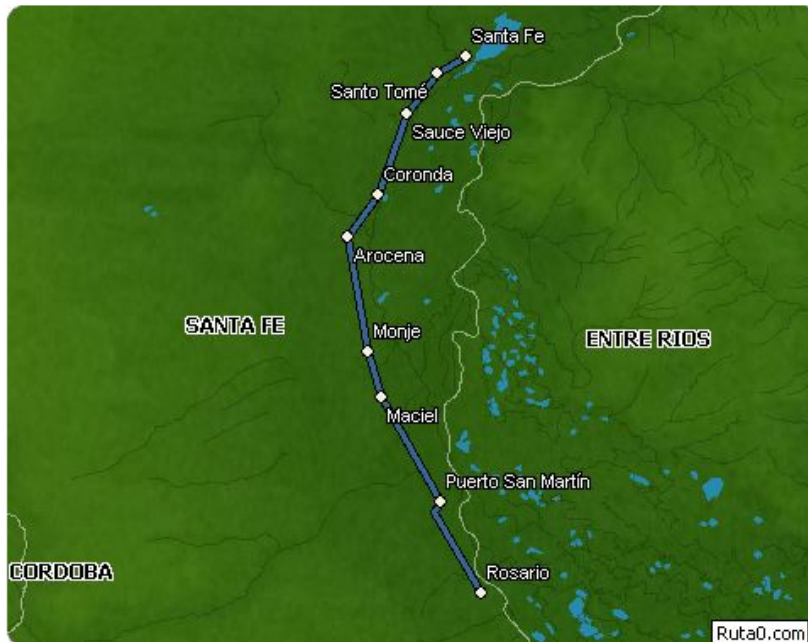 Santa Fe
Santo Tomé
Sauce Viejo
Coronda
Arocena
SANTA FE
Monje
ENTRE RIOS
Maciel
Puerto San Martín
CORDOBA
Rosario
Ruta0.com